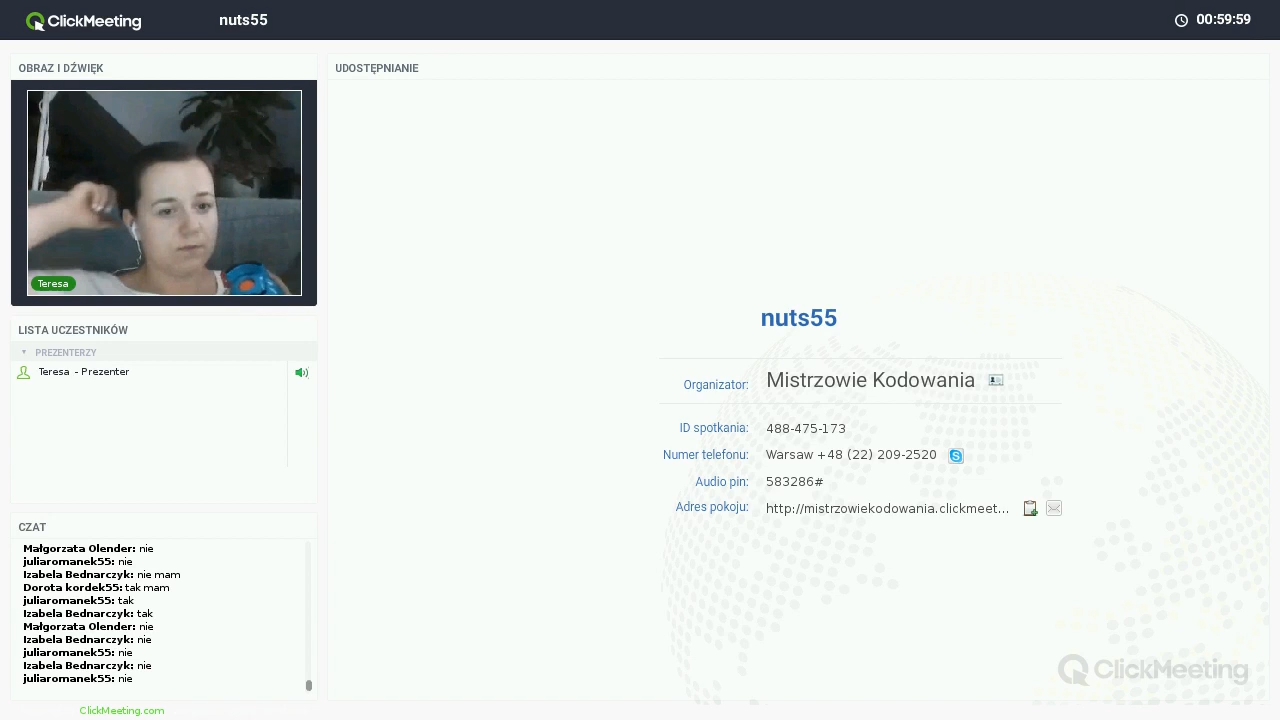 ClickMeeting
nuts55
00:59:59
OBRAZ I DŹWIĘK
Teresa
LISTA UCZESTNIKÓW
PREZENTERZY
Teresa - Prezenter
CZAT
Małgorzata Olender: nie
juliaromanek55: nie
Izabela Bednarczyk: nie mam
Dorota kordek55: tak mam
juliaromanek55: tak
Izabela Bednarczyk: tak
Małgorzata Olender: nie
Izabela Bednarczyk: nie
juliaromanek55: nie
Izabela Bednarczyk: nie
juliaromanek55: nie
ClickMeeting.com
UDOSTĘPNIANIE
nuts55
Organizator: Mistrzowie Kodowania
ID spotkania: 488-475-173
Numer telefonu: Warsaw +48 (22) 209-2520
Audio pin: 583286#
Adres pokoju: http://mistrzowiekodowania.clickmeet...
ClickMeeting